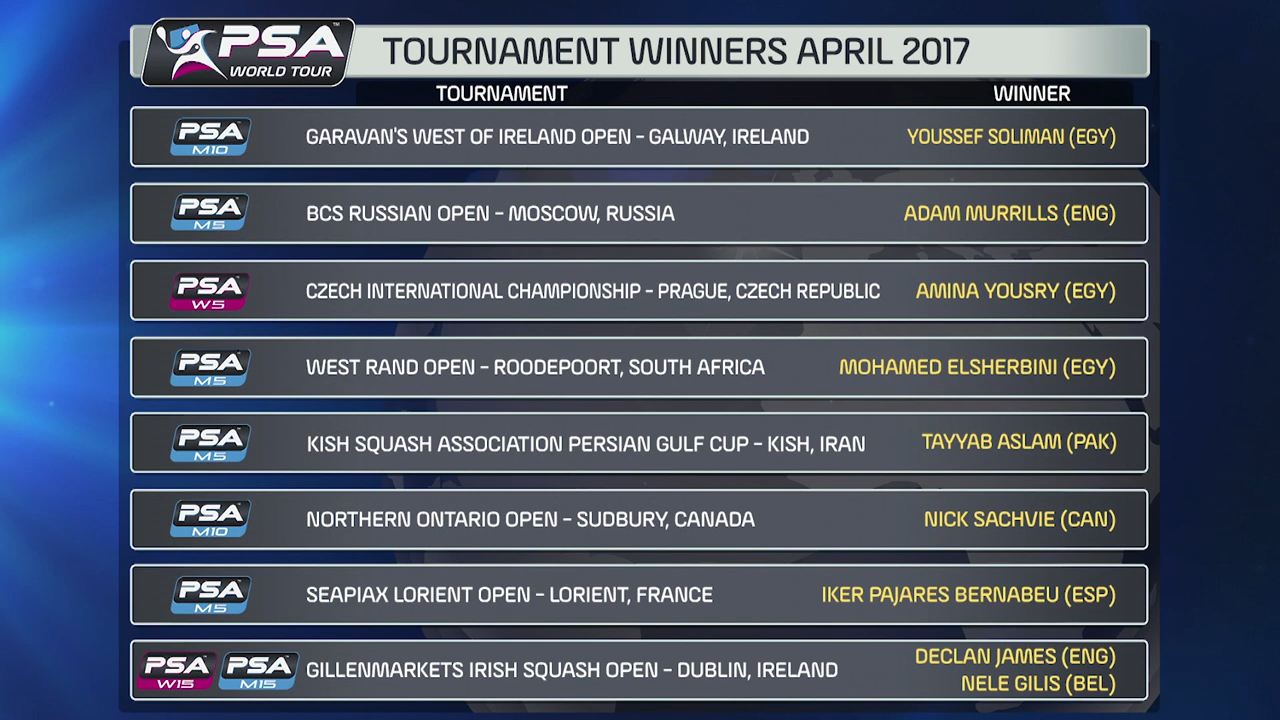 PSA™
WORLD TOUR
TOURNAMENT WINNERS APRIL 2017
TOURNAMENT WINNER
PSA M10 GARAVAN'S WEST OF IRELAND OPEN - GALWAY, IRELAND YOUSSEF SOLIMAN (EGY)
PSA M5 BCS RUSSIAN OPEN - MOSCOW, RUSSIA ADAM MURRILLS (ENG)
PSA W5 CZECH INTERNATIONAL CHAMPIONSHIP - PRAGUE, CZECH REPUBLIC AMINA YOUSRY (EGY)
PSA M5 WEST RAND OPEN - ROODEPOORT, SOUTH AFRICA MOHAMED ELSHERBINI (EGY)
PSA M5 KISH SQUASH ASSOCIATION PERSIAN GULF CUP - KISH, IRAN TAYYAB ASLAM (PAK)
PSA M10 NORTHERN ONTARIO OPEN - SUDBURY, CANADA NICK SACHVIE (CAN)
PSA M5 SEAPIAX LORIENT OPEN - LORIENT, FRANCE IKER PAJARES BERNABEU (ESP)
PSA W15 PSA M15 GILLENMARKETS IRISH SQUASH OPEN - DUBLIN, IRELAND DECLAN JAMES (ENG)
NELE GILIS (BEL)